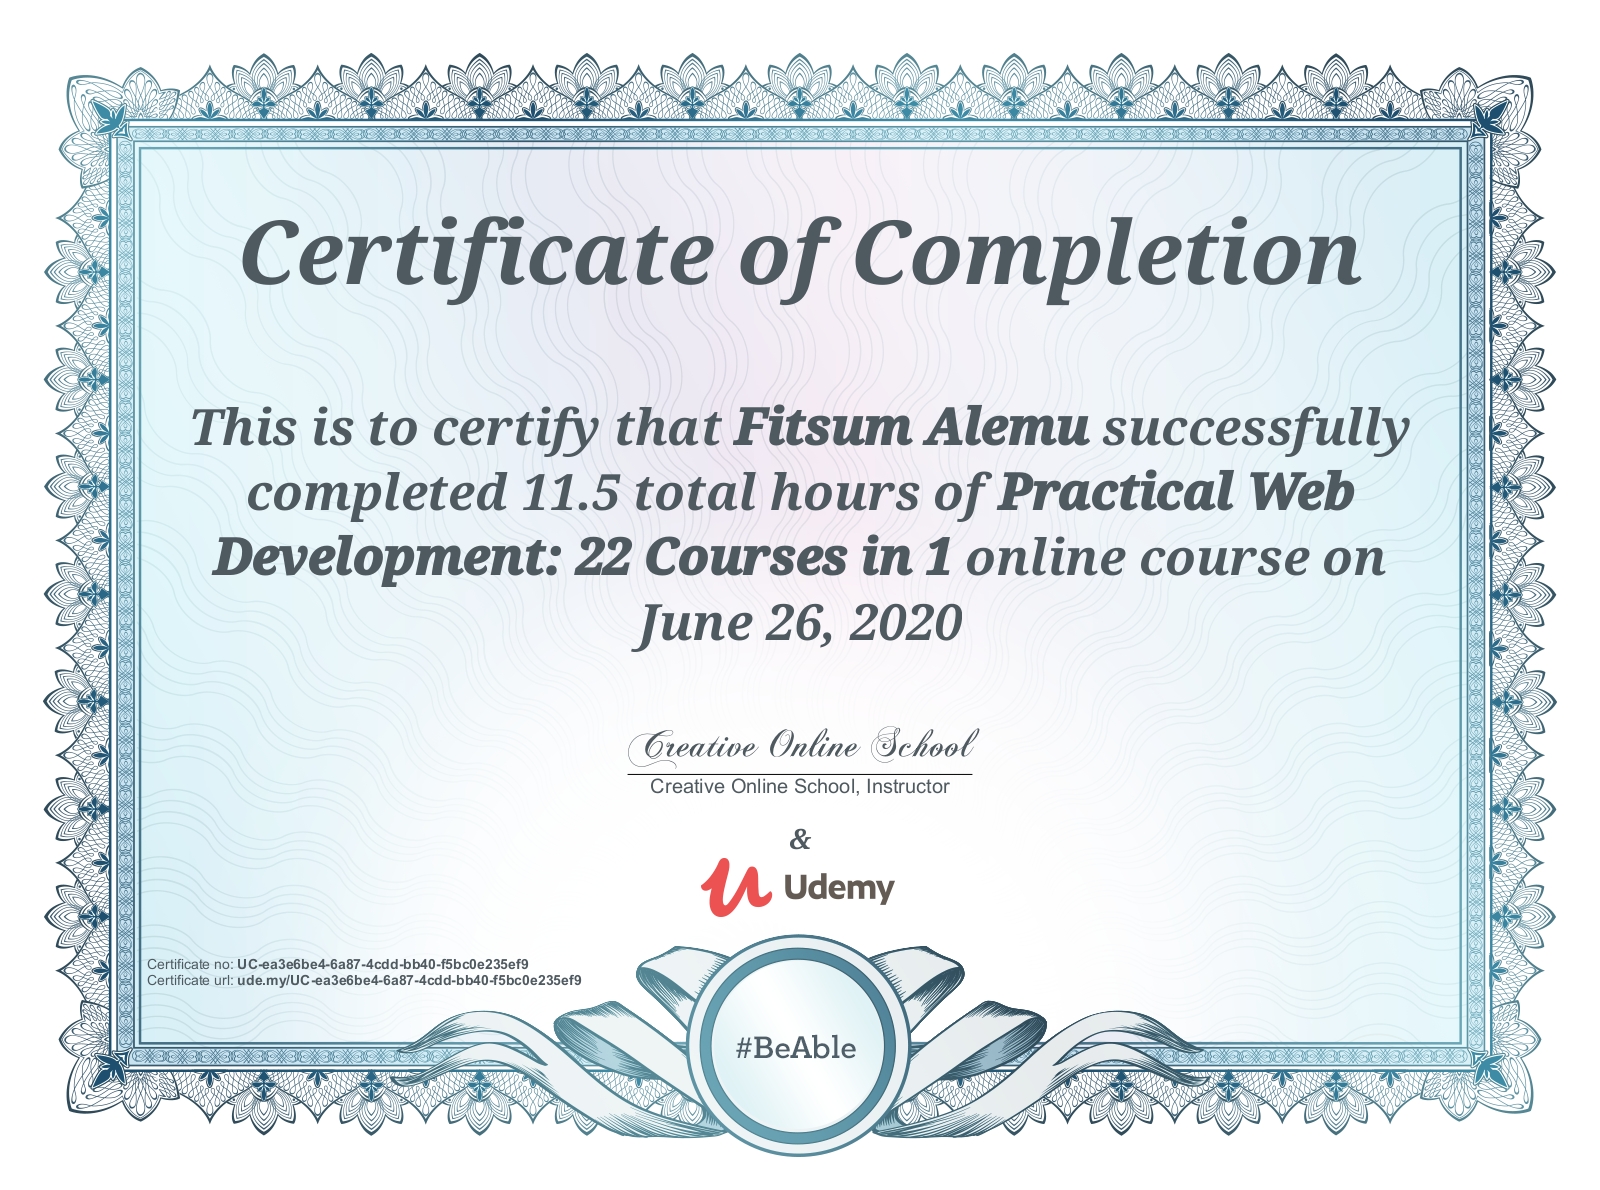 Certificate of Completion
This is to certify that Fitsum Alemu successfully
completed 11.5 total hours of Practical Web
Development: 22 Courses in 1 online course on
June 26, 2020
Creative Online School
Creative Online School, Instructor
&
Udemy
Certificate no: UC-ea3e6be4-6a87-4cdd-bb40-f5bc0e235ef9
Certificate url: ude.my/UC-ea3e6be4-6a87-4cdd-bb40-f5bc0e235ef9
#BeAble